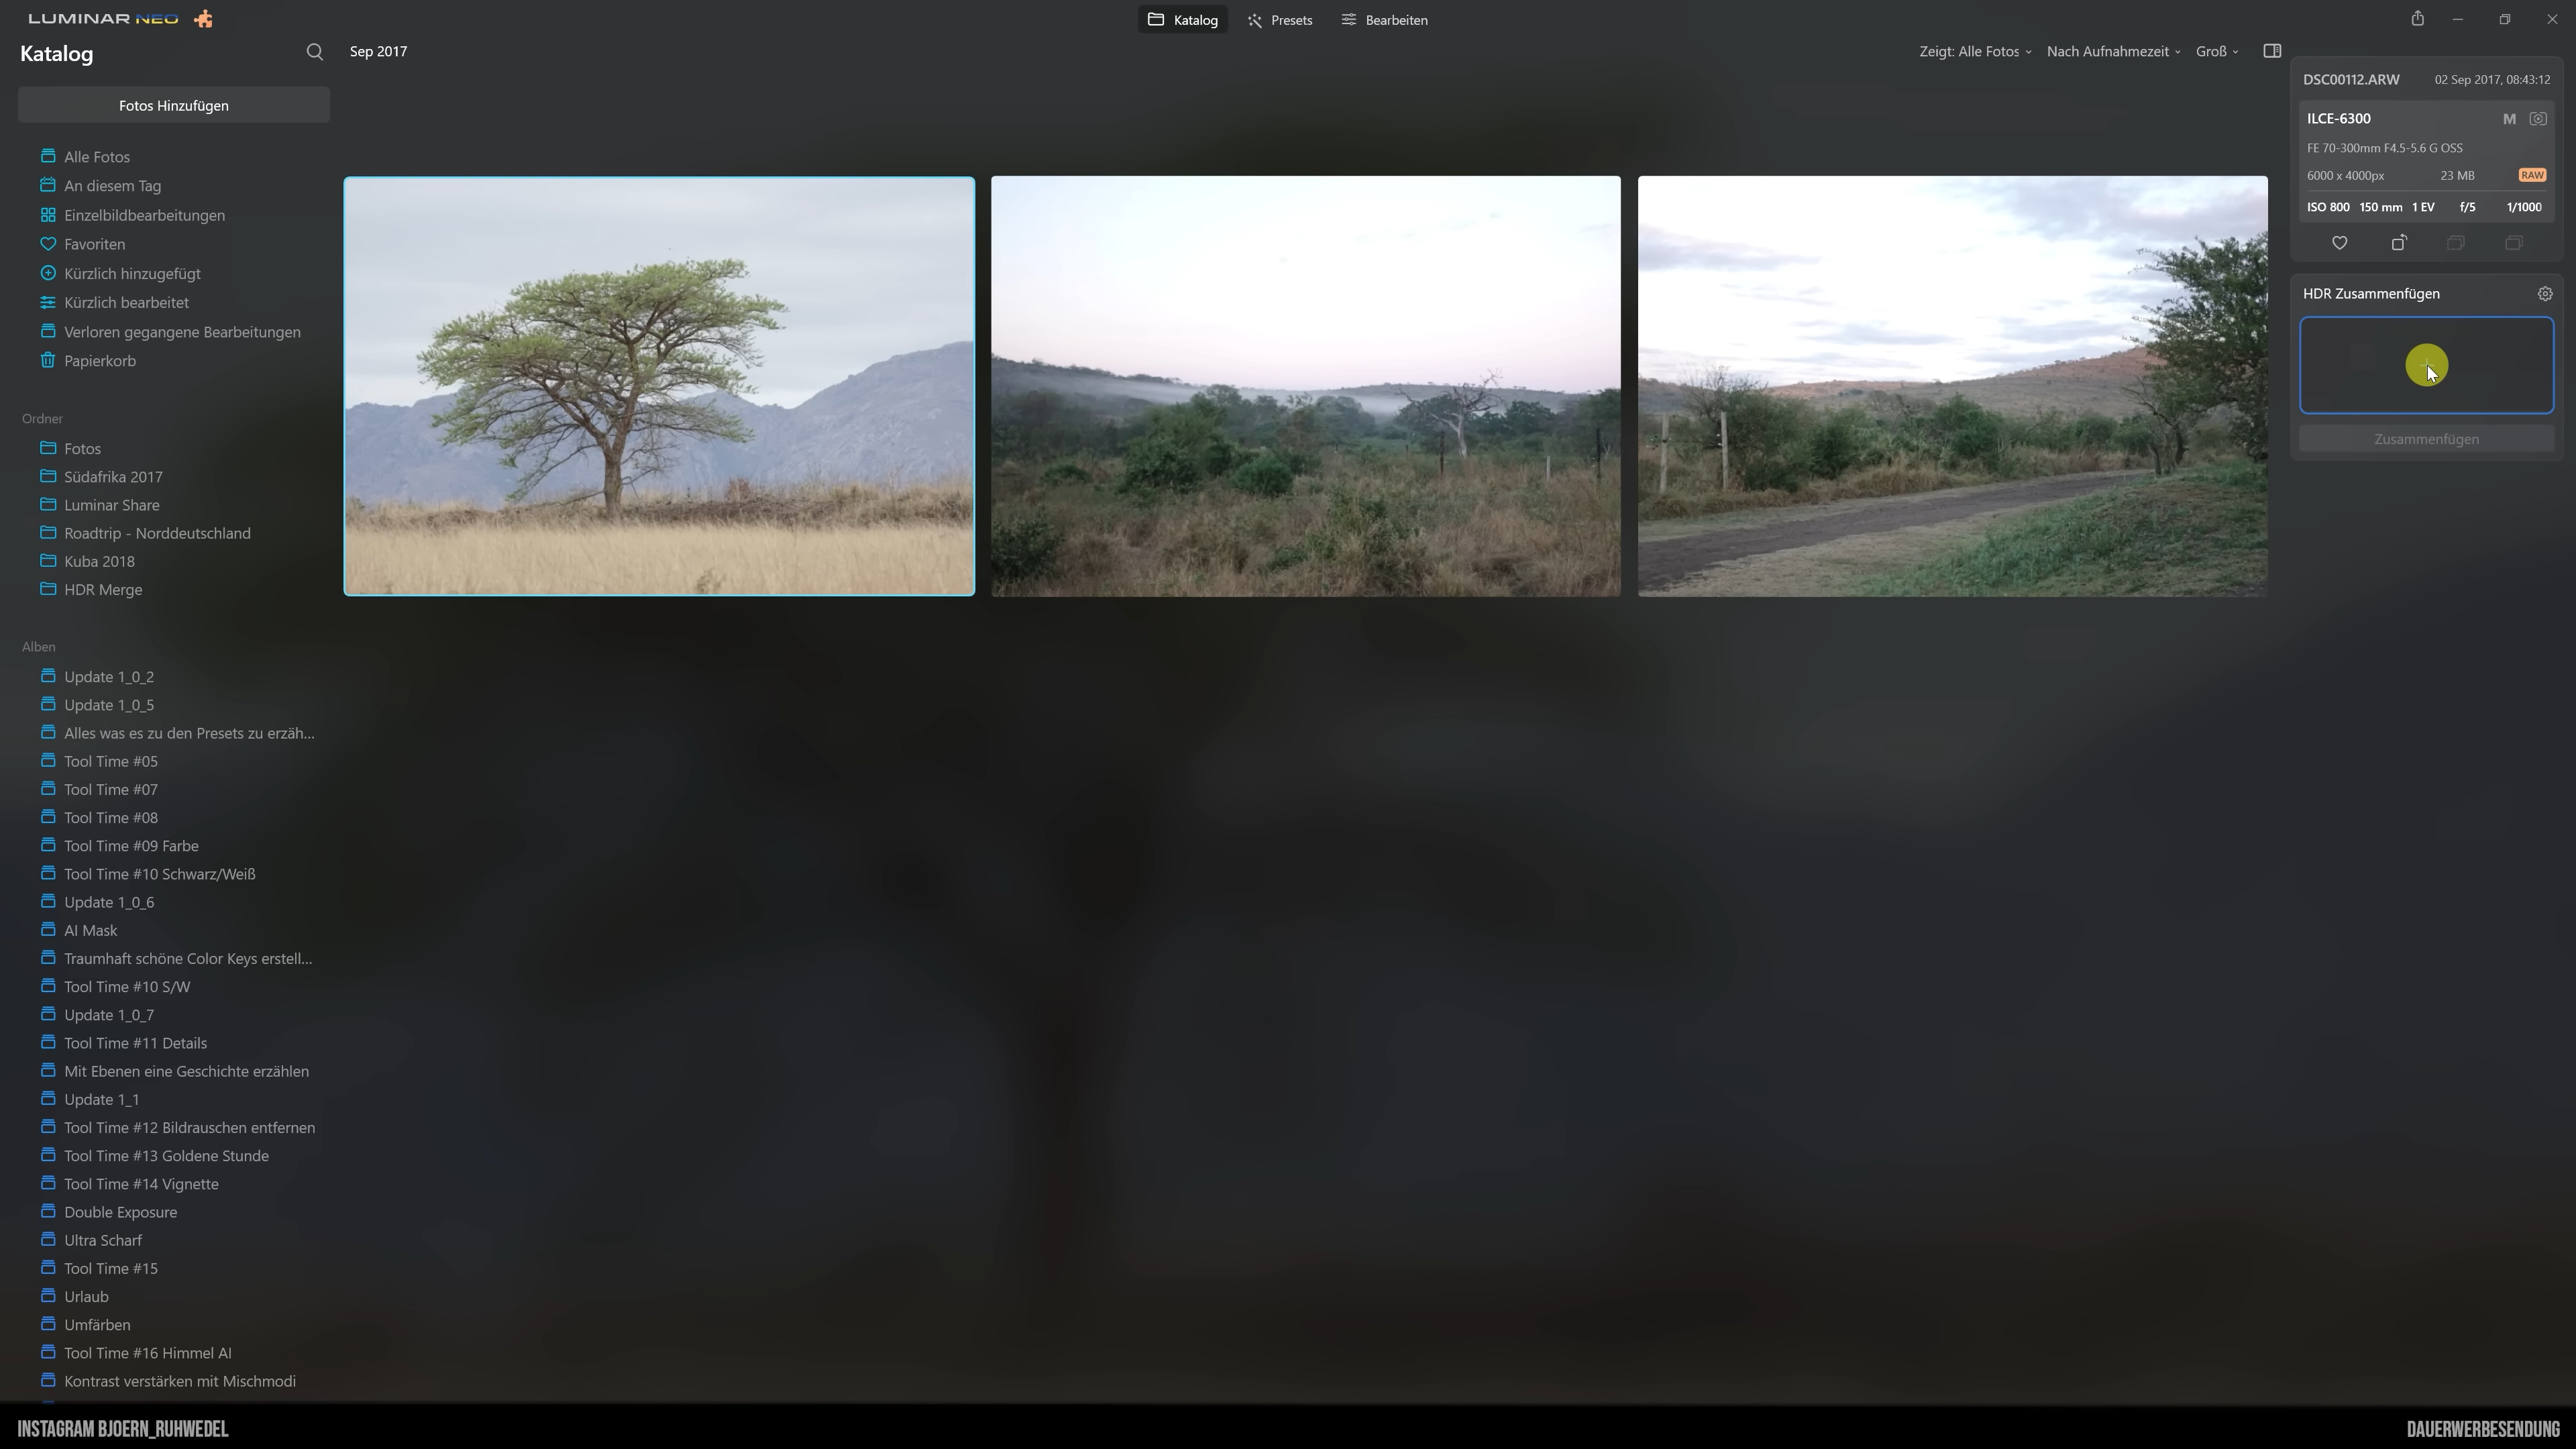 LUMINAR NEO
Katalog
Presets
Bearbeiten
Katalog
Sep 2017
Zeigt: Alle Fotos
Nach Aufnahmezeit
Groß
Fotos Hinzufügen
Alle Fotos
An diesem Tag
Einzelbildbearbeitungen
Favoriten
Kürzlich hinzugefügt
Kürzlich bearbeitet
Verloren gegangene Bearbeitungen
Papierkorb
Ordner
Fotos
Südafrika 2017
Luminar Share
Roadtrip - Norddeutschland
Kuba 2018
HDR Merge
Alben
Update 1_0_2
Update 1_0_5
Alles was es zu den Presets zu erzäh...
Tool Time #05
Tool Time #07
Tool Time #08
Tool Time #09 Farbe
Tool Time #10 Schwarz/Weiß
Update 1_0_6
AI Mask
Traumhaft schöne Color Keys erstell...
Tool Time #10 S/W
Update 1_0_7
Tool Time #11 Details
Mit Ebenen eine Geschichte erzählen
Update 1_1
Tool Time #12 Bildrauschen entfernen
Tool Time #13 Goldene Stunde
Tool Time #14 Vignette
Double Exposure
Ultra Scharf
Tool Time #15
Urlaub
Umfärben
Tool Time #16 Himmel AI
Kontrast verstärken mit Mischmodi
DSC00112.ARW 02 Sep 2017, 08:43:12
ILCE-6300 M
FE 70-300mm F4.5-5.6 G OSS
6000 x 4000px 23 MB RAW
ISO 800 150 mm 1 EV f/5 1/1000
HDR Zusammenfügen
Zusammenfügen
INSTAGRAM BJOERN_RUHWEDEL
DAUERWERBESENDUNG